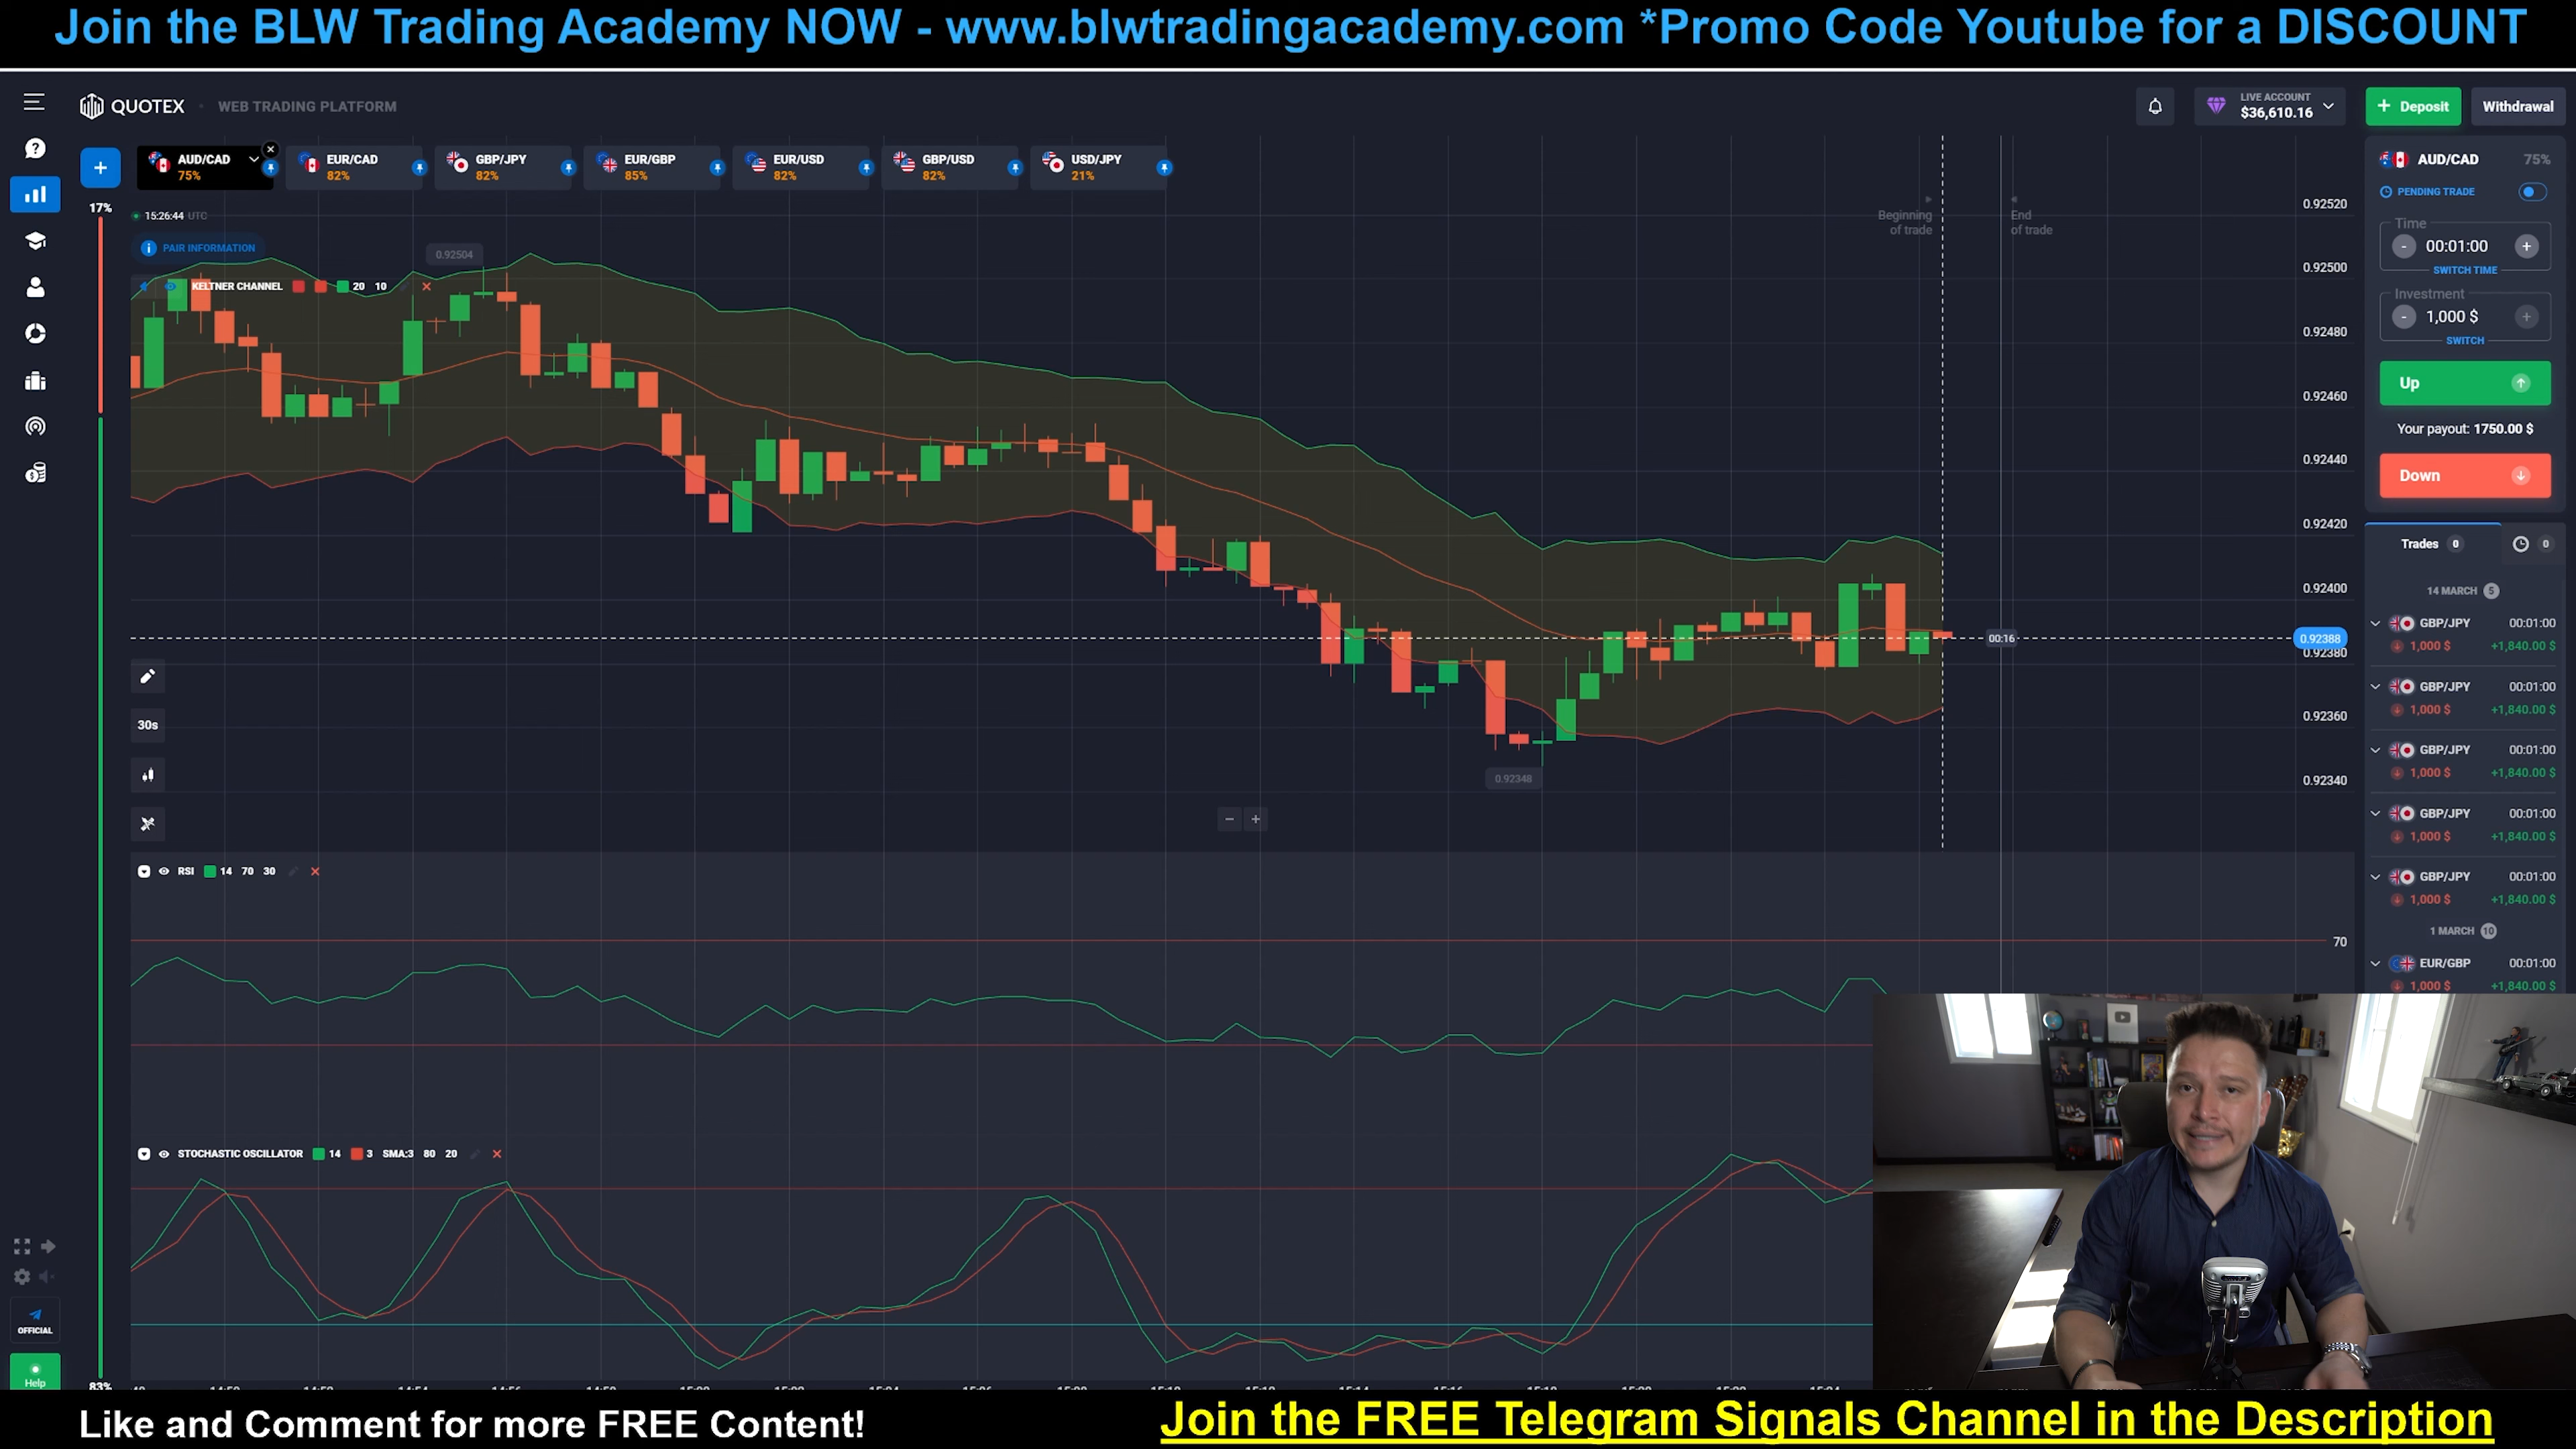 Join the BLW Trading Academy NOW - www.blwtradingacademy.com *Promo Code Youtube for a DISCOUNT
QUOTEX · WEB TRADING PLATFORM
LIVE ACCOUNT
$36,610.16
+ Deposit
Withdrawal
+
AUD/CAD
75%
EUR/CAD
82%
GBP/JPY
82%
EUR/GBP
85%
EUR/USD
82%
GBP/USD
82%
USD/JPY
21%
17%
15:26:44 UTC
PAIR INFORMATION
KELTNER CHANNEL 20 10
0.92504
Beginning
of trade
End
of trade
0.92520
0.92500
0.92480
0.92460
0.92440
0.92420
0.92400
00:16
0.92388
0.92380
0.92360
0.92340
0.92348
30s
− +
RSI 14 70 30
70
STOCHASTIC OSCILLATOR 14 3 SMA:3 80 20
OFFICIAL
Help
83%
AUD/CAD 75%
PENDING TRADE
Time
- 00:01:00 +
SWITCH TIME
Investment
- 1,000 $ +
SWITCH
Up
Your payout: 1750.00 $
Down
Trades 0
0
14 MARCH 5
GBP/JPY 00:01:00
1,000 $ +1,840.00 $
GBP/JPY 00:01:00
1,000 $ +1,840.00 $
GBP/JPY 00:01:00
1,000 $ +1,840.00 $
GBP/JPY 00:01:00
1,000 $ +1,840.00 $
GBP/JPY 00:01:00
1,000 $ +1,840.00 $
1 MARCH 10
EUR/GBP 00:01:00
1,000 $ +1,840.00 $
Like and Comment for more FREE Content!
Join the FREE Telegram Signals Channel in the Description